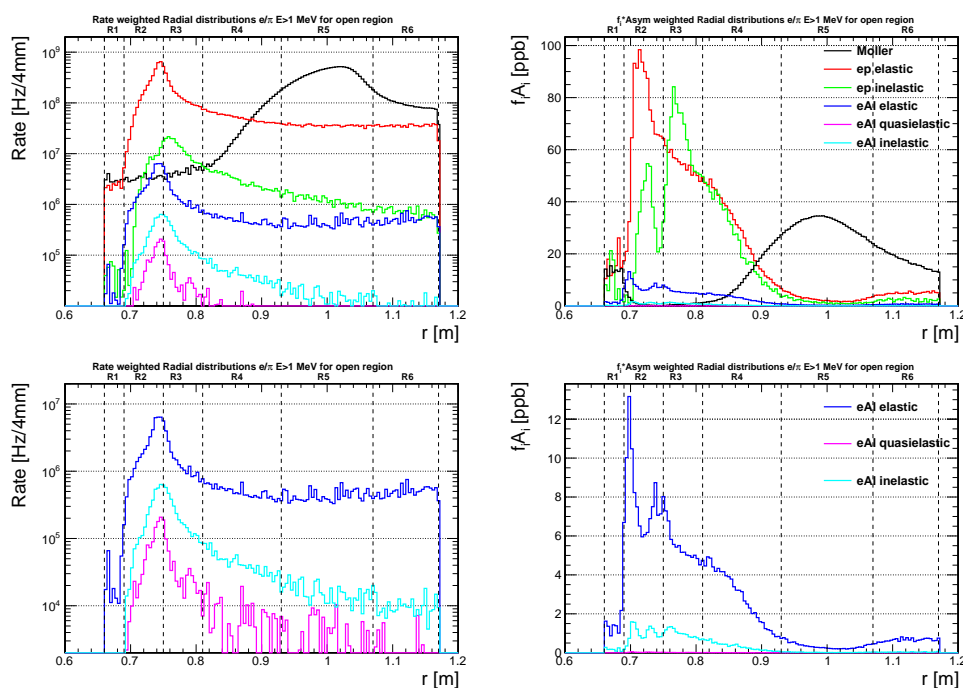 Rate weighted Radial distributions e/π E>1 MeV for open region
R1 R2 R3 R4 R5 R6
Rate [Hz/4mm]
10⁹
10⁸
10⁷
10⁶
10⁵
0.6 0.7 0.8 0.9 1 1.1 1.2
r [m]
fᵢ*Asym weighted Radial distributions e/π E>1 MeV for open region
R1 R2 R3 R4 R5 R6
fᵢAᵢ [ppb]
100
80
60
40
20
0
0.6 0.7 0.8 0.9 1 1.1 1.2
r [m]
Moller
ep elastic
ep inelastic
eAl elastic
eAl quasielastic
eAl inelastic
Rate weighted Radial distributions e/π E>1 MeV for open region
R1 R2 R3 R4 R5 R6
Rate [Hz/4mm]
10⁷
10⁶
10⁵
10⁴
0.6 0.7 0.8 0.9 1 1.1 1.2
r [m]
fᵢ*Asym weighted Radial distributions e/π E>1 MeV for open region
R1 R2 R3 R4 R5 R6
fᵢAᵢ [ppb]
12
10
8
6
4
2
0
0.6 0.7 0.8 0.9 1 1.1 1.2
r [m]
eAl elastic
eAl quasielastic
eAl inelastic